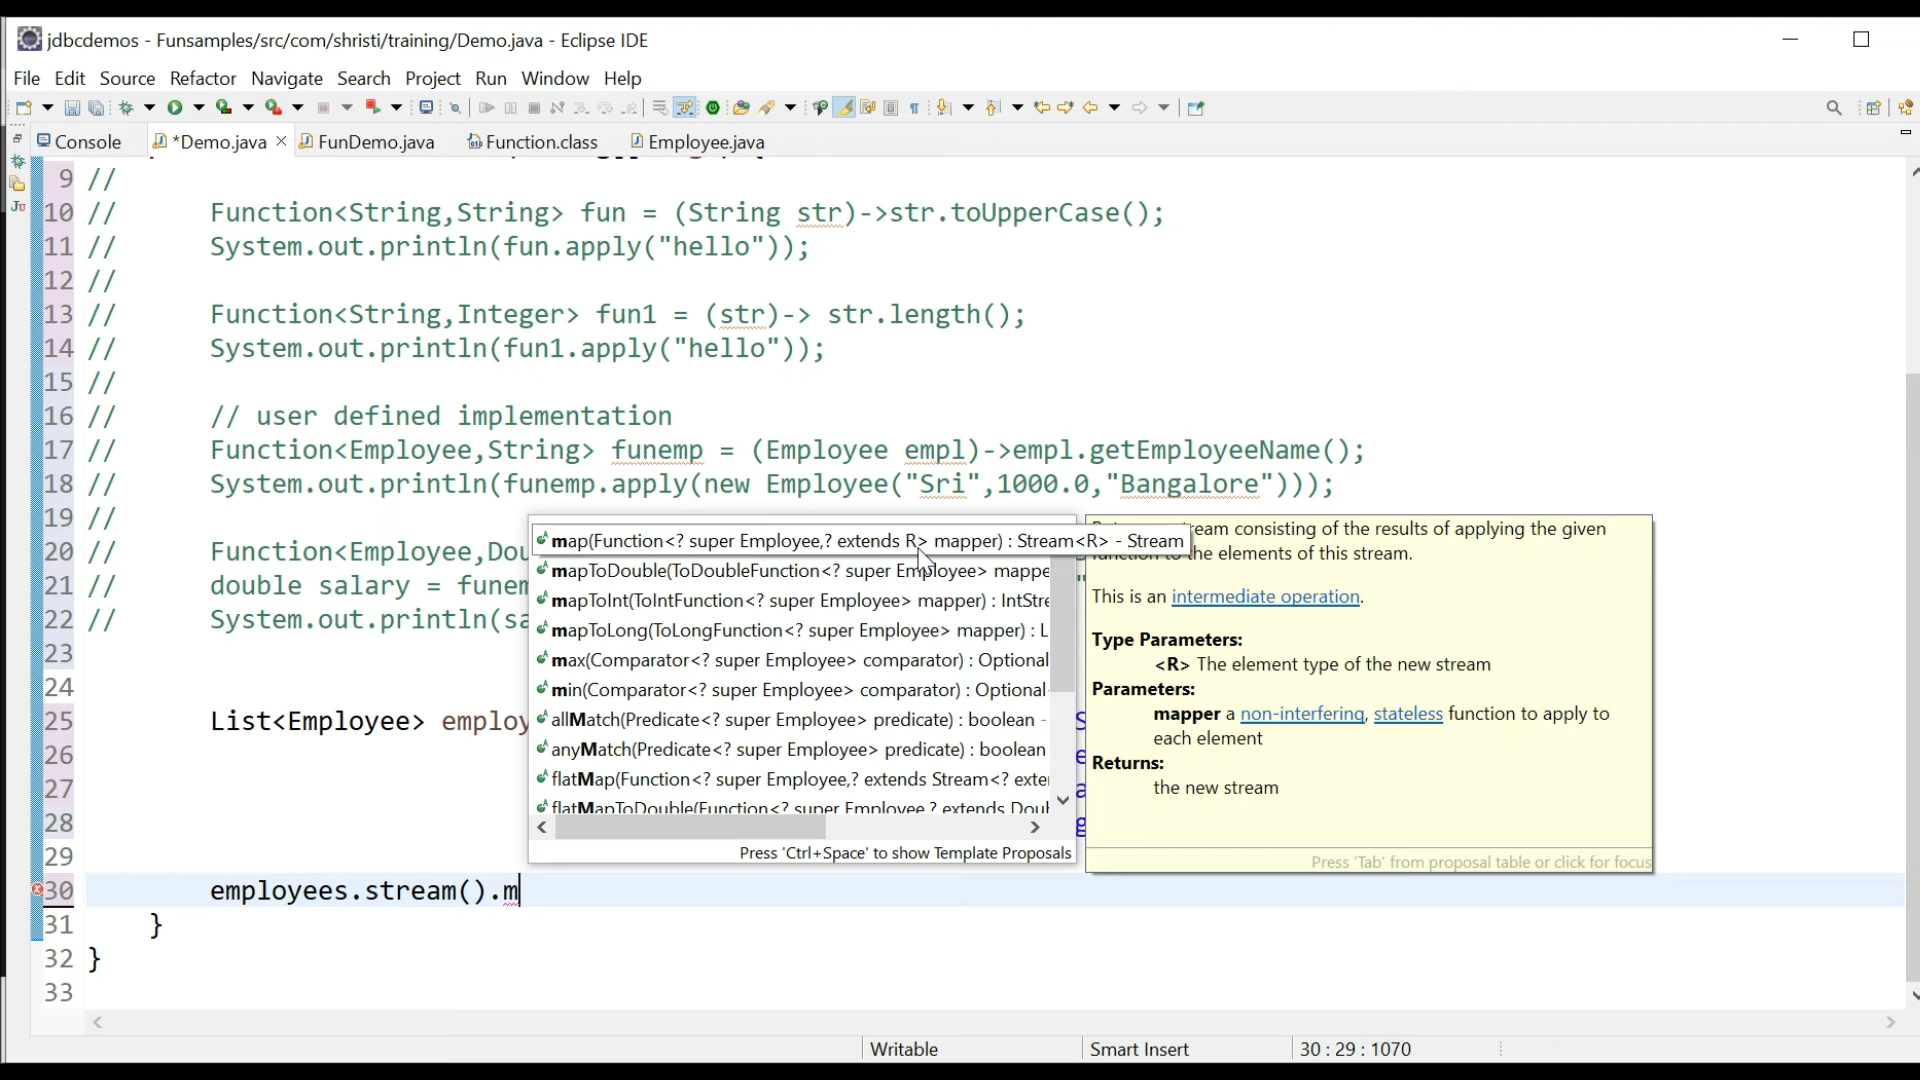 jdbcdemos - Funsamples/src/com/shristi/training/Demo.java - Eclipse IDE
File Edit Source Refactor Navigate Search Project Run Window Help
Console *Demo.java FunDemo.java Function.class Employee.java
9 //
10 // Function<String,String> fun = (String str)->str.toUpperCase();
11 // System.out.println(fun.apply("hello"));
12 //
13 // Function<String,Integer> fun1 = (str)-> str.length();
14 // System.out.println(fun1.apply("hello"));
15 //
16 // // user defined implementation
17 // Function<Employee,String> funemp = (Employee empl)->empl.getEmployeeName();
18 // System.out.println(funemp.apply(new Employee("Sri",1000.0,"Bangalore")));
19 //
20 // Function<Employee,Dou
21 // double salary = funem
22 // System.out.println(sa
23
24
25 List<Employee> employ
26
27
28
29
30 employees.stream().m
31 }
32 }
33
map(Function<? super Employee,? extends R> mapper) : Stream<R> - Stream
mapToDouble(ToDoubleFunction<? super Employee> mappe
mapToInt(ToIntFunction<? super Employee> mapper) : IntStre
mapToLong(ToLongFunction<? super Employee> mapper) : L
max(Comparator<? super Employee> comparator) : Optional
min(Comparator<? super Employee> comparator) : Optional
allMatch(Predicate<? super Employee> predicate) : boolean -
anyMatch(Predicate<? super Employee> predicate) : boolean
flatMap(Function<? super Employee,? extends Stream<? exte
flatMapToDouble(Function<? super Employee,? extends Doub
Press 'Ctrl+Space' to show Template Proposals
stream consisting of the results of applying the given
function to the elements of this stream.
This is an intermediate operation.
Type Parameters:
<R> The element type of the new stream
Parameters:
mapper a non-interfering, stateless function to apply to
each element
Returns:
the new stream
Press 'Tab' from proposal table or click for focus
Writable Smart Insert 30 : 29 : 1070